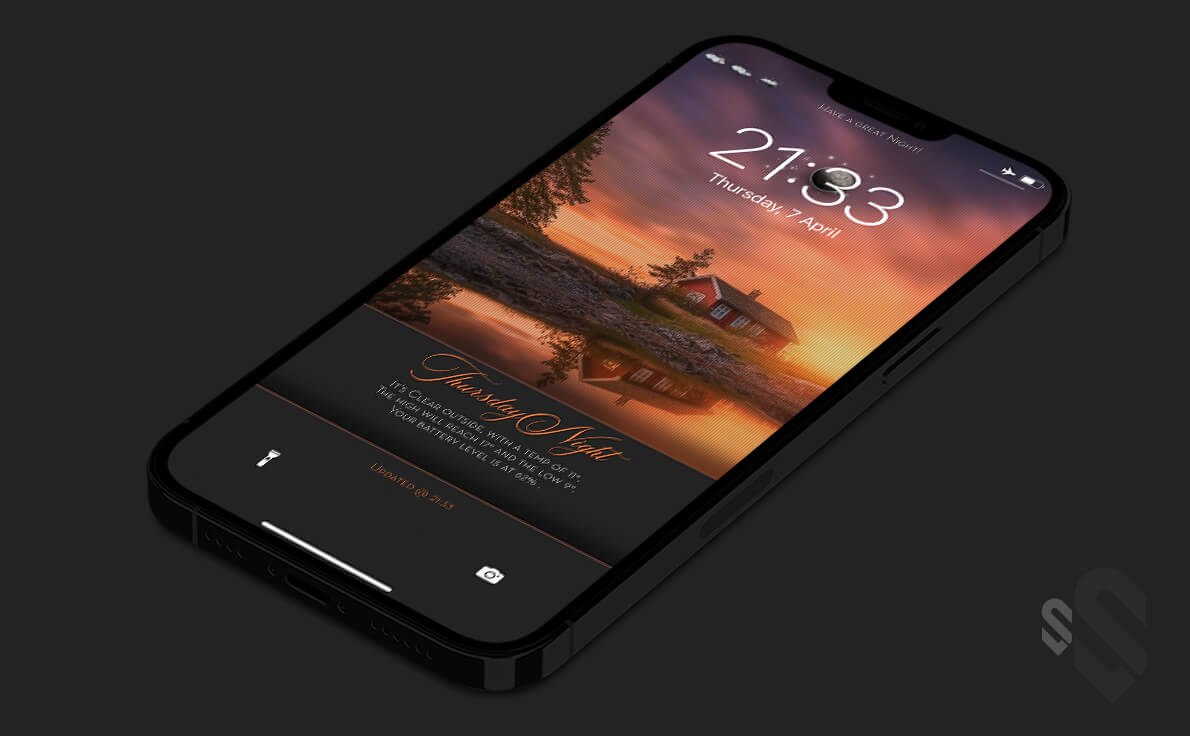 Have a great Night!
21:33
Thursday, 7 April
Thursday Night
It's Clear outside, with a temp of 11°.
The high will reach 17° and the low 9°.
Your battery level is at 62%.
Updated @ 21:33